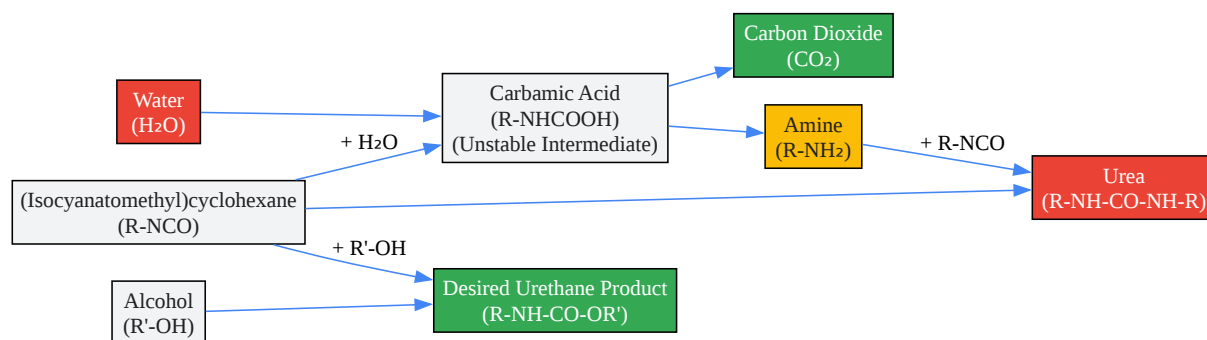 Carbon Dioxide
(CO₂)
Water
(H₂O)
Carbamic Acid
(R-NHCOOH)
(Unstable Intermediate)
Amine
(R-NH₂)
+ H₂O
+ R-NCO
Urea
(R-NH-CO-NH-R)
(Isocyanatomethyl)cyclohexane
(R-NCO)
+ R'-OH
Desired Urethane Product
(R-NH-CO-OR')
Alcohol
(R'-OH)